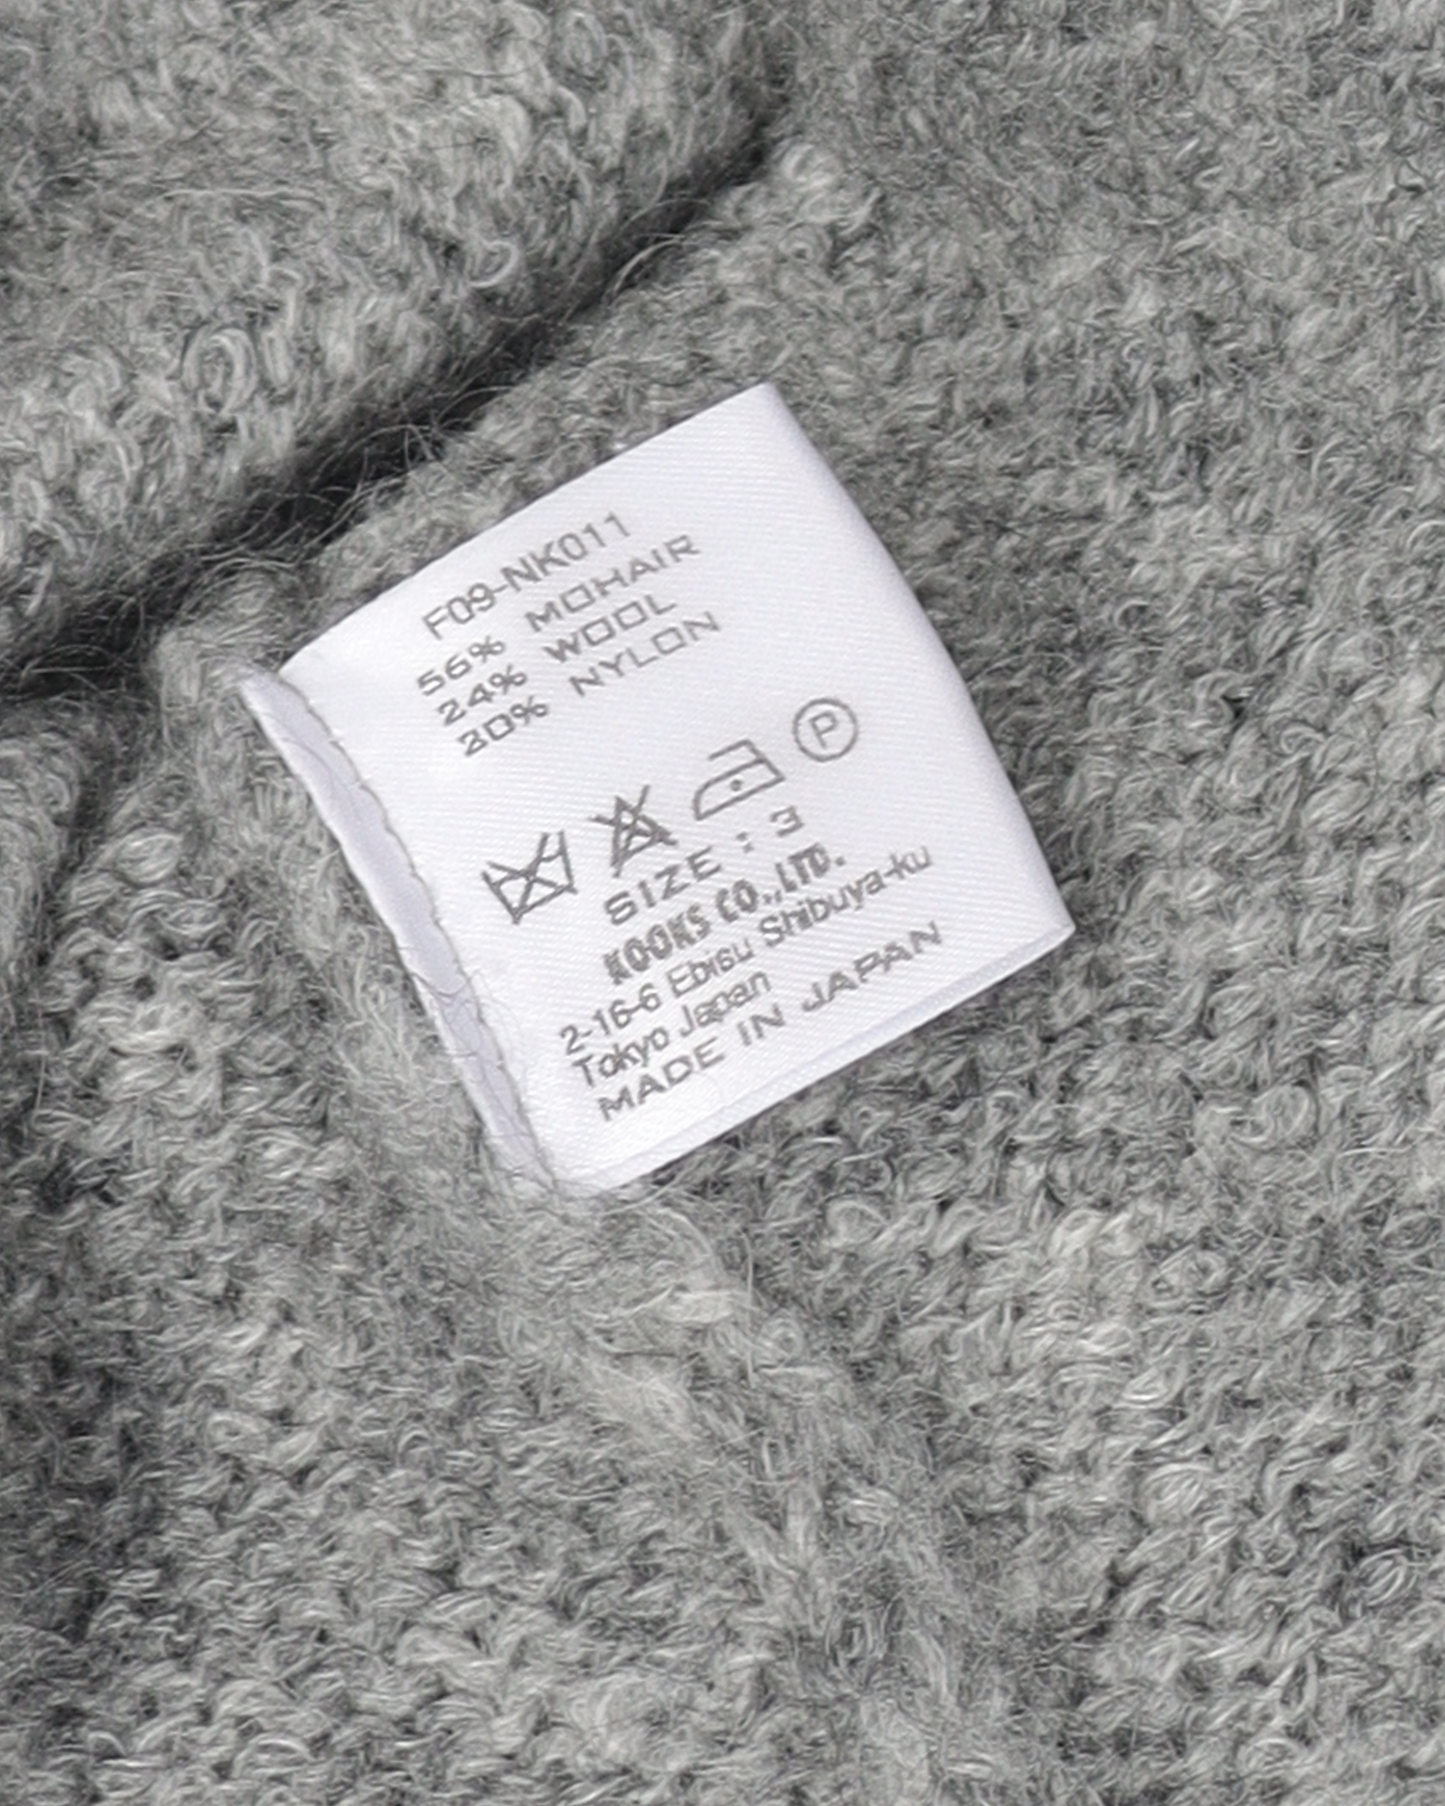 F09-NK011
56% MOHAIR
24% WOOL
20% NYLON
P
SIZE : 3
KOOKS CO.,LTD.
2-16-6 Ebisu Shibuya-ku
Tokyo Japan
MADE IN JAPAN